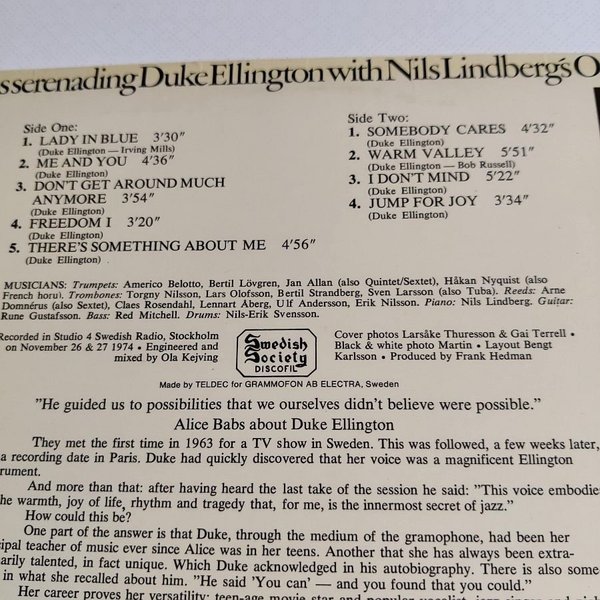 serenading Duke Ellington with Nils Lindberg's
Side One:
1. LADY IN BLUE 3'30"
(Duke Ellington — Irving Mills)
2. ME AND YOU 4'36"
(Duke Ellington)
3. DON'T GET AROUND MUCH
ANYMORE 3'54"
(Duke Ellington)
4. FREEDOM I 3'20"
(Duke Ellington)
5. THERE'S SOMETHING ABOUT ME 4'56"
(Duke Ellington)
Side Two:
1. SOMEBODY CARES 4'32"
(Duke Ellington)
2. WARM VALLEY 5'51"
(Duke Ellington — Bob Russell)
3. I DON'T MIND 5'22"
(Duke Ellington)
4. JUMP FOR JOY 3'34"
(Duke Ellington)
MUSICIANS: Trumpets: Americo Belotto, Bertil Lövgren, Jan Allan (also Quintet/Sextet), Håkan Nyquist (also
French horn). Trombones: Torgny Nilsson, Lars Olofsson, Bertil Strandberg, Sven Larsson (also Tuba). Reeds: Arne
Domnérus (also Sextet), Claes Rosendahl, Lennart Åberg, Ulf Andersson, Erik Nilsson. Piano: Nils Lindberg. Guitar:
Rune Gustafsson. Bass: Red Mitchell. Drums: Nils-Erik Svensson.
Recorded in Studio 4 Swedish Radio, Stockholm
on November 26 & 27 1974 • Engineered and
mixed by Ola Kejving
Swedish
Society
DISCOFIL
Cover photos Larsåke Thuresson & Gai Terrell •
Black & white photo Martin • Layout Bengt
Karlsson • Produced by Frank Hedman
Made by TELDEC for GRAMMOFON AB ELECTRA, Sweden
"He guided us to possibilities that we ourselves didn't believe were possible."
Alice Babs about Duke Ellington
They met the first time in 1963 for a TV show in Sweden. This was followed, a few weeks later,
a recording date in Paris. Duke had quickly discovered that her voice was a magnificent Ellington
rument.
And more than that: after having heard the last take of the session he said: "This voice embodie
he warmth, joy of life, rhythm and tragedy that, for me, is the innermost secret of jazz."
How could this be?
One part of the answer is that Duke, through the medium of the gramophone, had been her
cipal teacher of music ever since Alice was in her teens. Another that she has always been extra-
arily talented, in fact unique. Which Duke acknowledged in his autobiography. There is also some
in what she recalled about him. "He said 'You can' — and you found that you could."
Her career proves her versatility: teen-age movie star and popular vocalist, jazz singer and